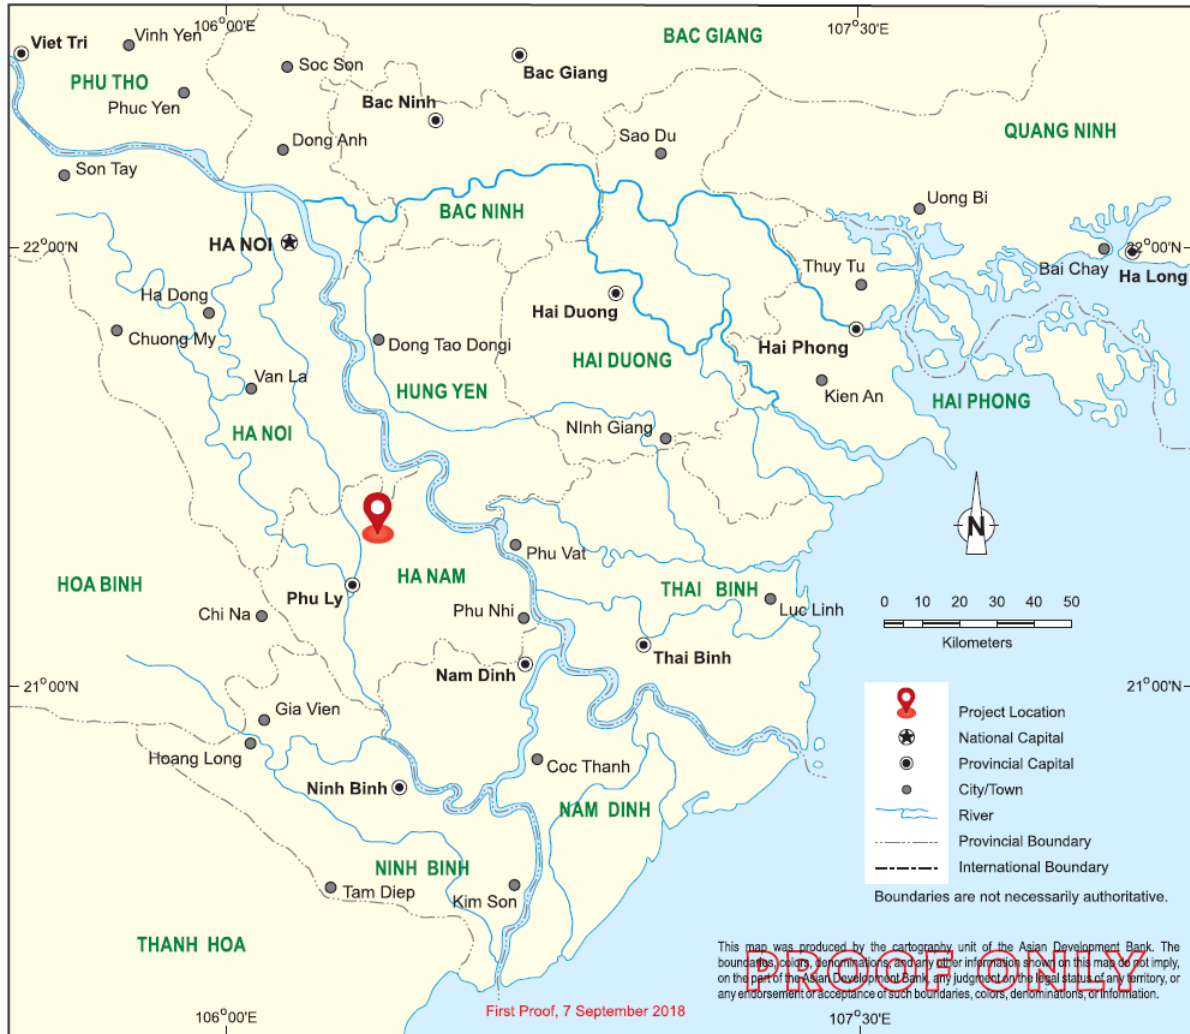 106°00'E
107°30'E
Viet Tri
Vinh Yen
BAC GIANG
Soc Son
Bac Giang
PHU THO
Phuc Yen
Bac Ninh
QUANG NINH
Dong Anh
Sao Du
Son Tay
Uong Bi
BAC NINH
HA NOI
22°00'N
22°00'N
Thuy Tu
Bai Chay
Ha Long
Ha Dong
Hai Duong
Chuong My
Dong Tao Dongi
Hai Phong
HAI DUONG
Van La
HUNG YEN
Kien An
HAI PHONG
HA NOI
NInh Giang
N
Phu Vat
HOA BINH
HA NAM
THAI BINH
Phu Ly
Chi Na
Phu Nhi
Luc Linh
0 10 20 30 40 50
Kilometers
Thai Binh
Nam Dinh
21°00'N
21°00'N
Gia Vien
Project Location
National Capital
Hoang Long
Coc Thanh
Provincial Capital
Ninh Binh
City/Town
NAM DINH
River
Provincial Boundary
NINH BINH
International Boundary
Tam Diep
Kim Son
Boundaries are not necessarily authoritative.
THANH HOA
This map was produced by the cartography unit of the Asian Development Bank. The
boundaries, colors, denominations, and any other information shown on this map do not imply,
on the part of the Asian Development Bank, any judgment on the legal status of any territory, or
any endorsement or acceptance of such boundaries, colors, denominations, or information.
PROOF ONLY
First Proof, 7 September 2018
106°00'E
107°30'E